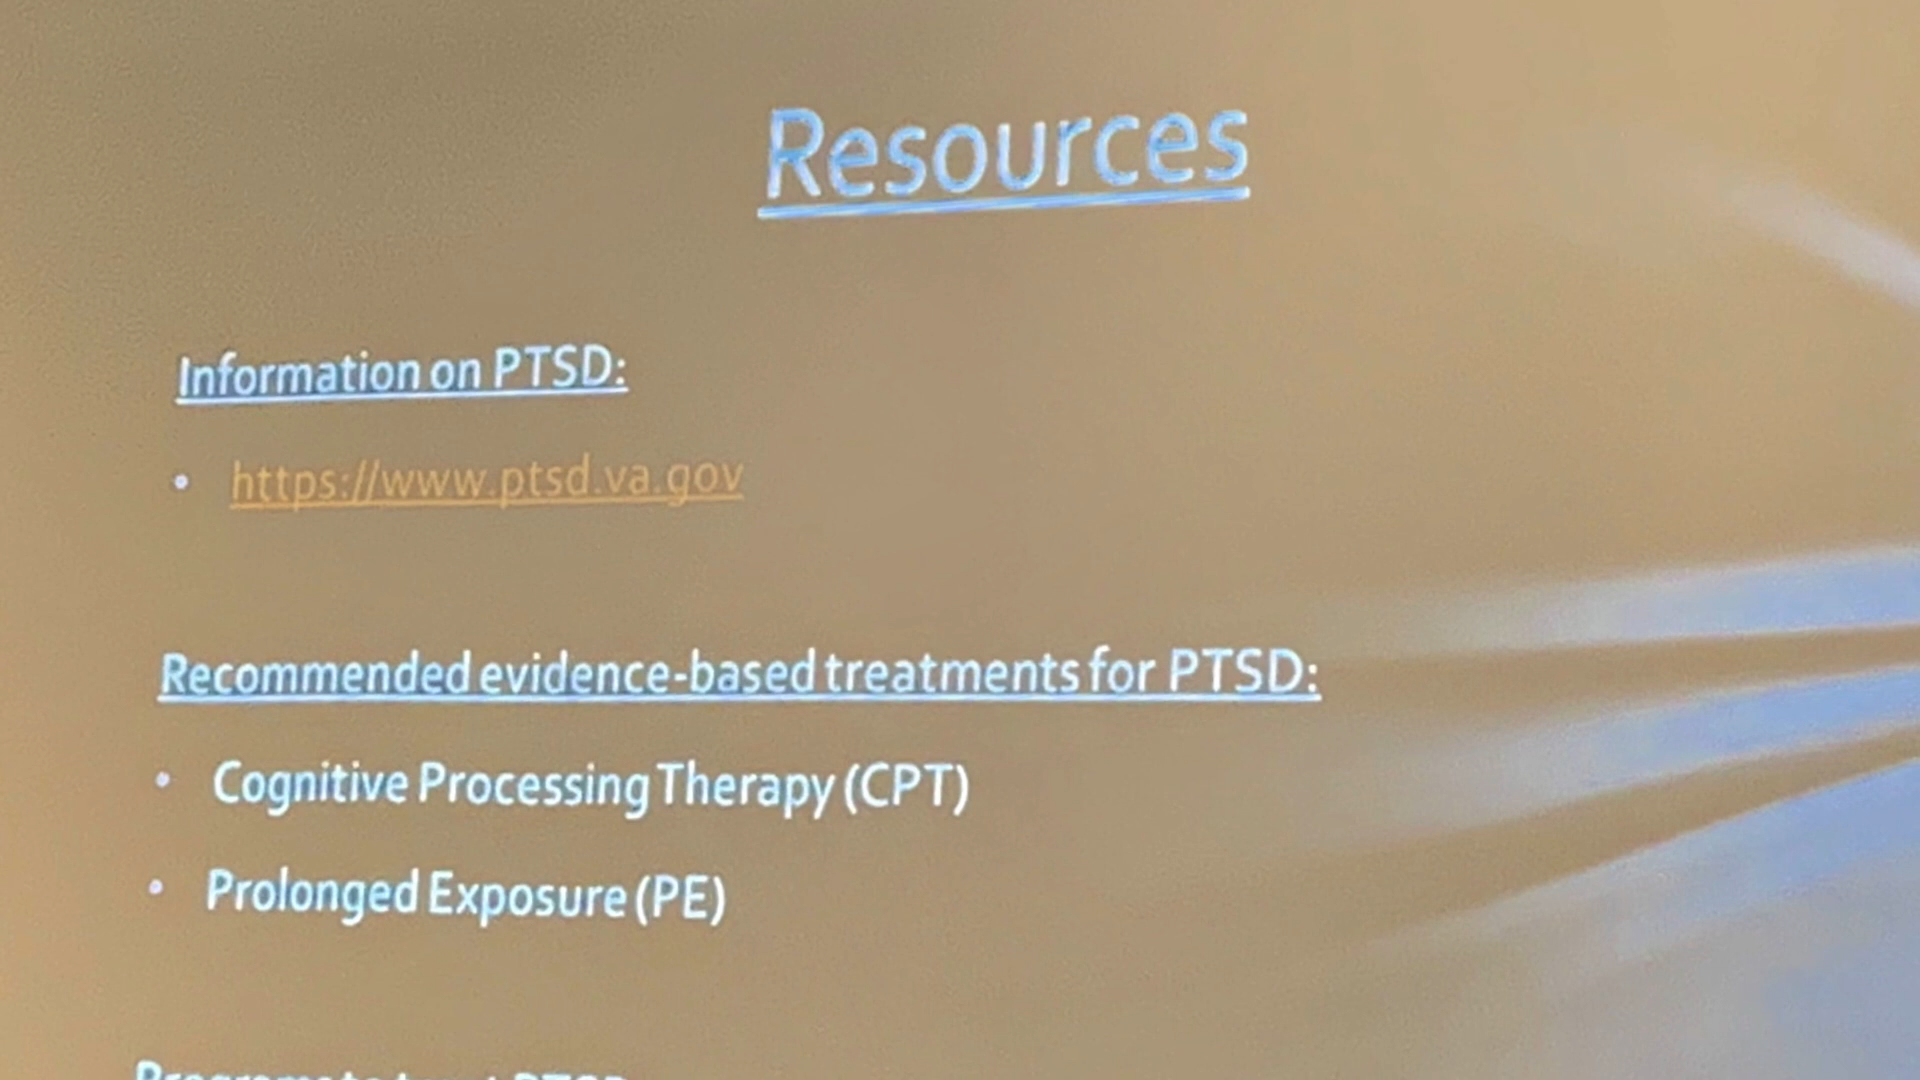 Resources
Information on PTSD:
• https://www.ptsd.va.gov
Recommended evidence-based treatments for PTSD:
• Cognitive Processing Therapy (CPT)
• Prolonged Exposure (PE)